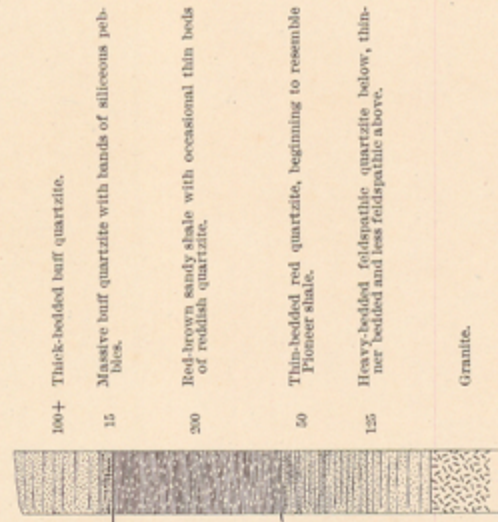 100+ Thick-bedded buff quartzite.
15 Massive buff quartzite with bands of siliceous peb-
bles.
200 Red-brown sandy shale with occasional thin beds
of reddish quartzite.
50 Thin-bedded red quartzite, beginning to resemble
Pioneer shale.
125 Heavy-bedded feldspathic quartzite below, thin-
ner bedded and less feldspathic above.
Granite.